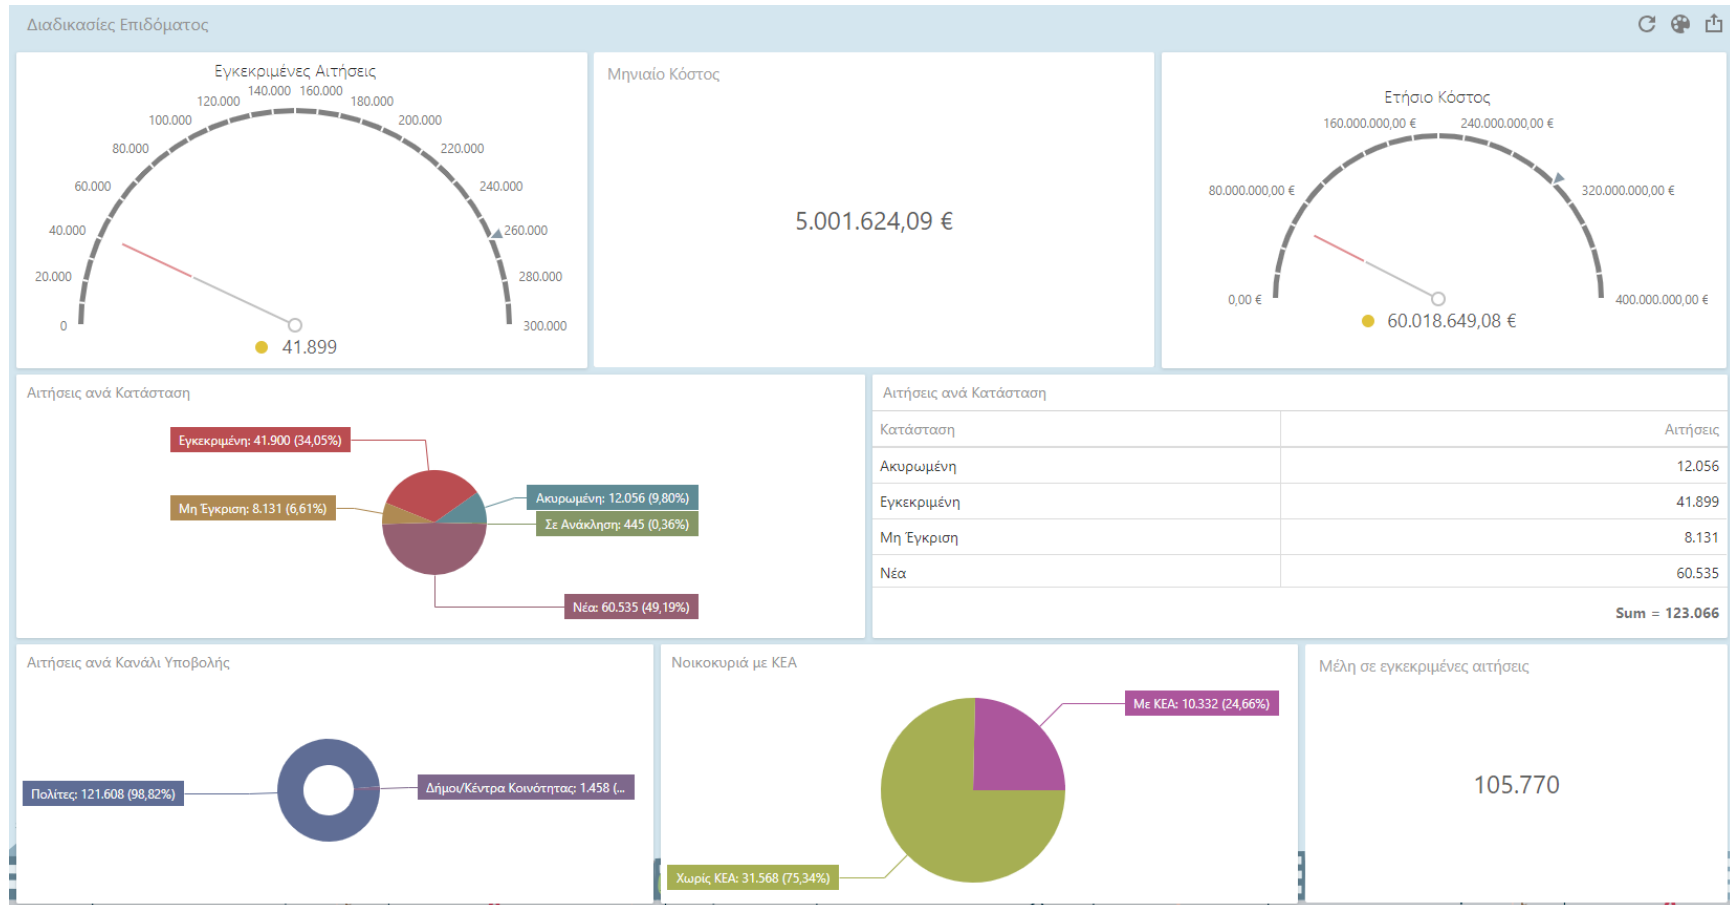 Διαδικασίες Επιδόματος
Εγκεκριμένες Αιτήσεις
0
20.000
40.000
60.000
80.000
100.000
120.000
140.000
160.000
180.000
200.000
220.000
240.000
260.000
280.000
300.000
41.899
Μηνιαίο Κόστος
5.001.624,09 €
Ετήσιο Κόστος
0,00 €
80.000.000,00 €
160.000.000,00 €
240.000.000,00 €
320.000.000,00 €
400.000.000,00 €
60.018.649,08 €
Αιτήσεις ανά Κατάσταση
Εγκεκριμένη: 41.900 (34,05%)
Μη Έγκριση: 8.131 (6,61%)
Ακυρωμένη: 12.056 (9,80%)
Σε Ανάκληση: 445 (0,36%)
Νέα: 60.535 (49,19%)
Αιτήσεις ανά Κατάσταση
Κατάσταση Αιτήσεις
Ακυρωμένη 12.056
Εγκεκριμένη 41.899
Μη Έγκριση 8.131
Νέα 60.535
Sum = 123.066
Αιτήσεις ανά Κανάλι Υποβολής
Πολίτες: 121.608 (98,82%)
Δήμοι/Κέντρα Κοινότητας: 1.458 (...
Νοικοκυριά με ΚΕΑ
Με ΚΕΑ: 10.332 (24,66%)
Χωρίς ΚΕΑ: 31.568 (75,34%)
Μέλη σε εγκεκριμένες αιτήσεις
105.770